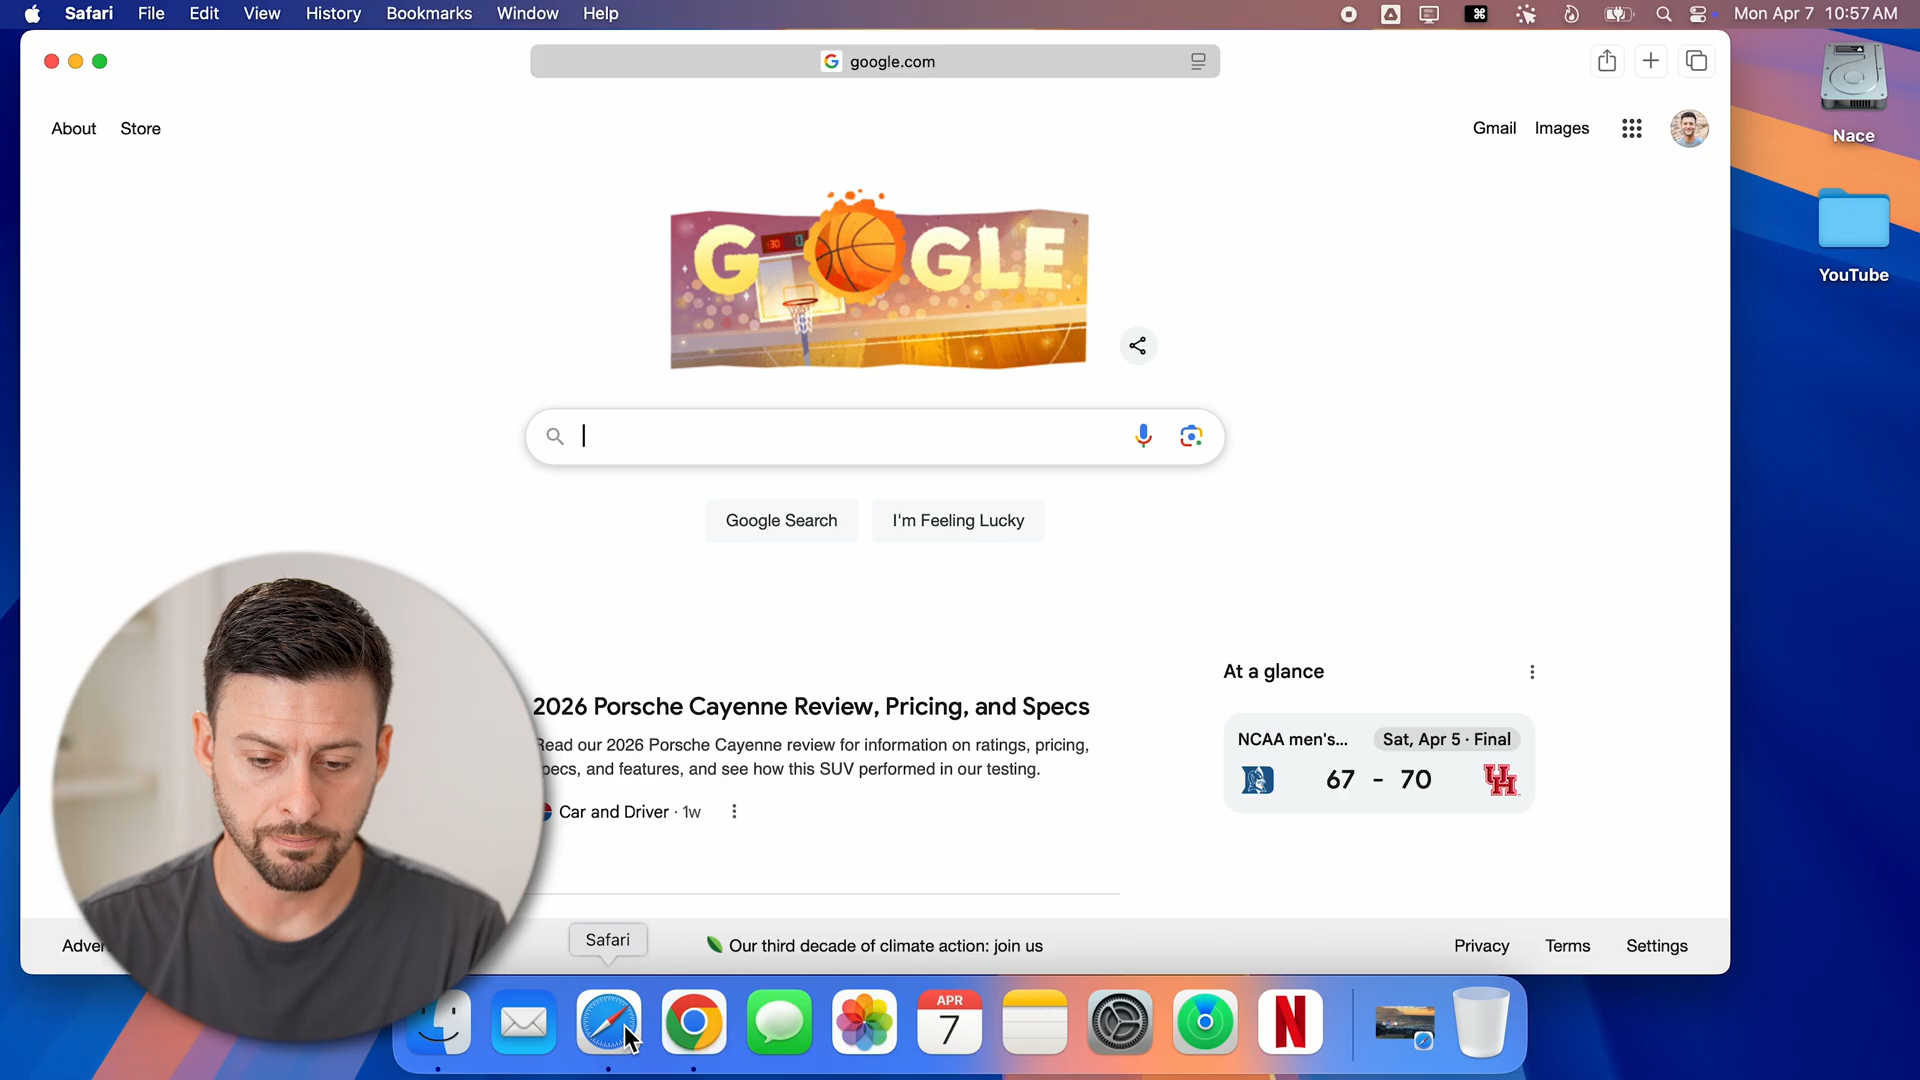 Safari File Edit View History Bookmarks Window Help Mon Apr 7 10:57 AM
google.com
Nace
About Store Gmail Images
GOOGLE
30 0
YouTube
Google Search I'm Feeling Lucky
2026 Porsche Cayenne Review, Pricing, and Specs
Read our 2026 Porsche Cayenne review for information on ratings, pricing,
specs, and features, and see how this SUV performed in our testing.
Car and Driver · 1w
At a glance
NCAA men's... Sat, Apr 5 · Final
67 - 70
Safari
Our third decade of climate action: join us
Privacy Terms Settings
APR
7
N